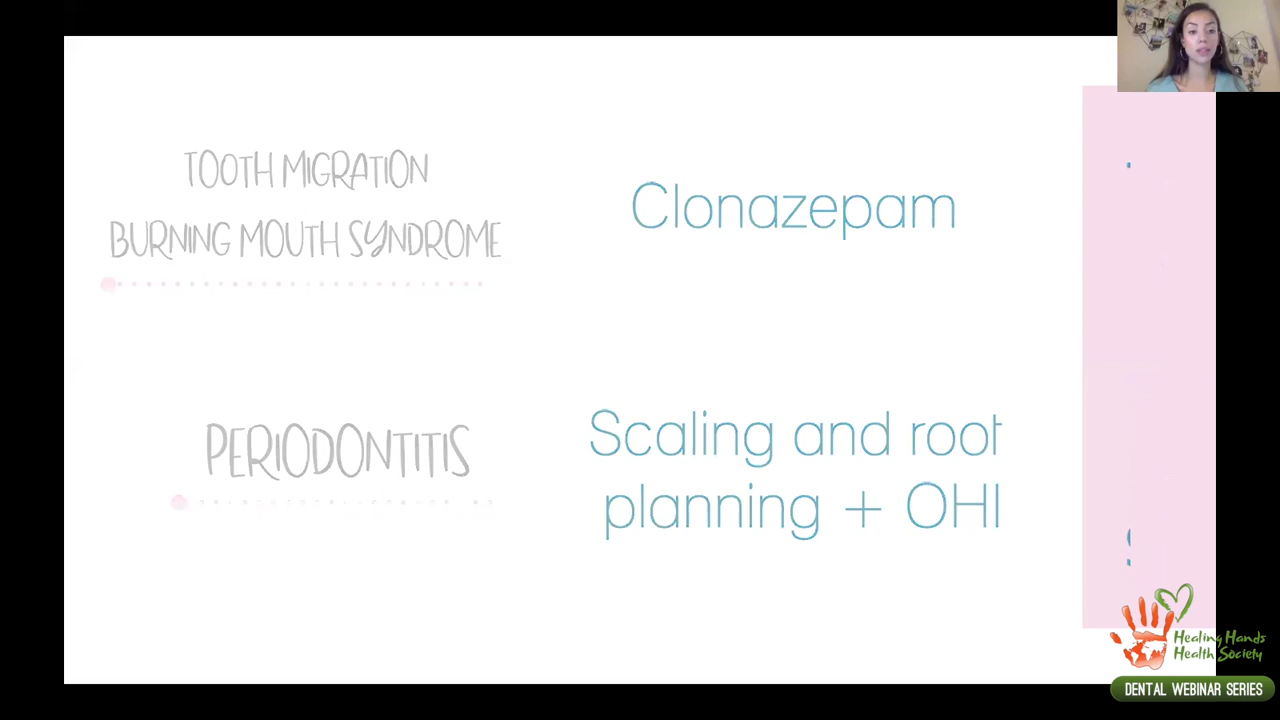 TOOTH MIGRATION
BURNING MOUTH SYNDROME
Clonazepam
PERIODONTITIS
Scaling and root
planning + OHI
Healing Hands
Health Society
DENTAL WEBINAR SERIES